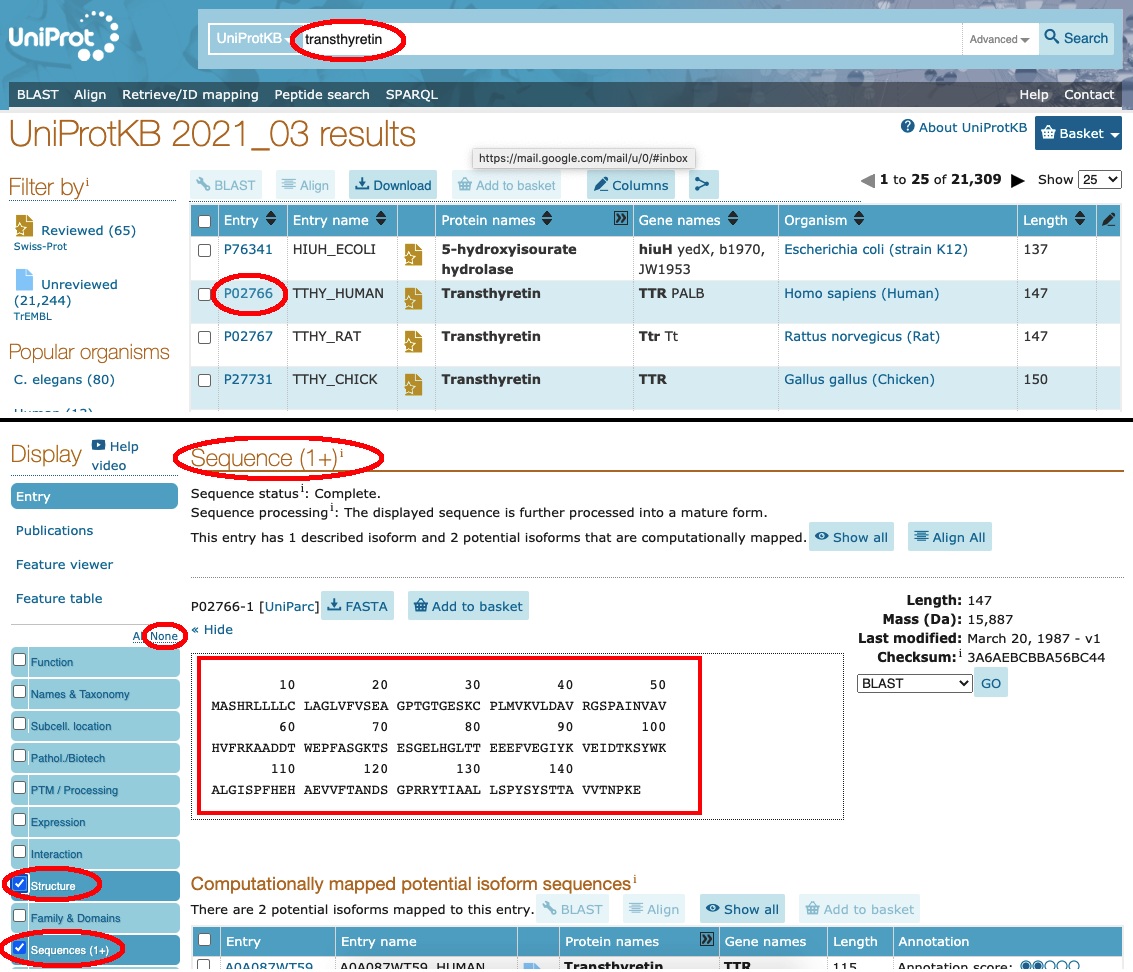 UniProt
UniProtKB
transthyretin
Advanced
Search
BLAST Align Retrieve/ID mapping Peptide search SPARQL Help Contact
UniProtKB 2021_03 results
About UniProtKB
Basket
https://mail.google.com/mail/u/0/#inbox
Filter by i
BLAST Align Download Add to basket Columns
1 to 25 of 21,309 Show 25
Reviewed (65)
Swiss-Prot
Unreviewed
(21,244)
TrEMBL
Popular organisms
C. elegans (80)
Human (12)
Entry Entry name Protein names Gene names Organism Length
P76341 HIUH_ECOLI 5-hydroxyisourate hiuH yedX, b1970, Escherichia coli (strain K12) 137
hydrolase JW1953
P02766 TTHY_HUMAN Transthyretin TTR PALB Homo sapiens (Human) 147
P02767 TTHY_RAT Transthyretin Ttr Tt Rattus norvegicus (Rat) 147
P27731 TTHY_CHICK Transthyretin TTR Gallus gallus (Chicken) 150
Display
Help
video
Entry
Publications
Feature viewer
Feature table
All None
Function
Names & Taxonomy
Subcell. location
Pathol./Biotech
PTM / Processing
Expression
Interaction
Structure
Family & Domains
Sequences (1+)
Sequence (1+) i
Sequence status i: Complete.
Sequence processing i: The displayed sequence is further processed into a mature form.
This entry has 1 described isoform and 2 potential isoforms that are computationally mapped. Show all Align All
P02766-1 [UniParc] FASTA Add to basket
« Hide
Length: 147
Mass (Da): 15,887
Last modified: March 20, 1987 - v1
Checksum: i 3A6AEBCBBA56BC44
BLAST GO
10 20 30 40 50
MASHRLLLLC LAGLVFVSEA GPTGTGESKC PLMVKVLDAV RGSPAINVAV
60 70 80 90 100
HVFRKAADDT WEPFASGKTS ESGELHGLTT EEEFVEGIYK VEIDTKSYWK
110 120 130 140
ALGISPFHEH AEVVFTANDS GPRRYTIAAL LSPYSYSTTA VVTNPKE
Computationally mapped potential isoform sequences i
There are 2 potential isoforms mapped to this entry. BLAST Align Show all Add to basket
Entry Entry name Protein names Gene names Length Annotation
A0A087WT59 A0A087WT59_HUMAN Transthyretin TTR 115 Annotation score: